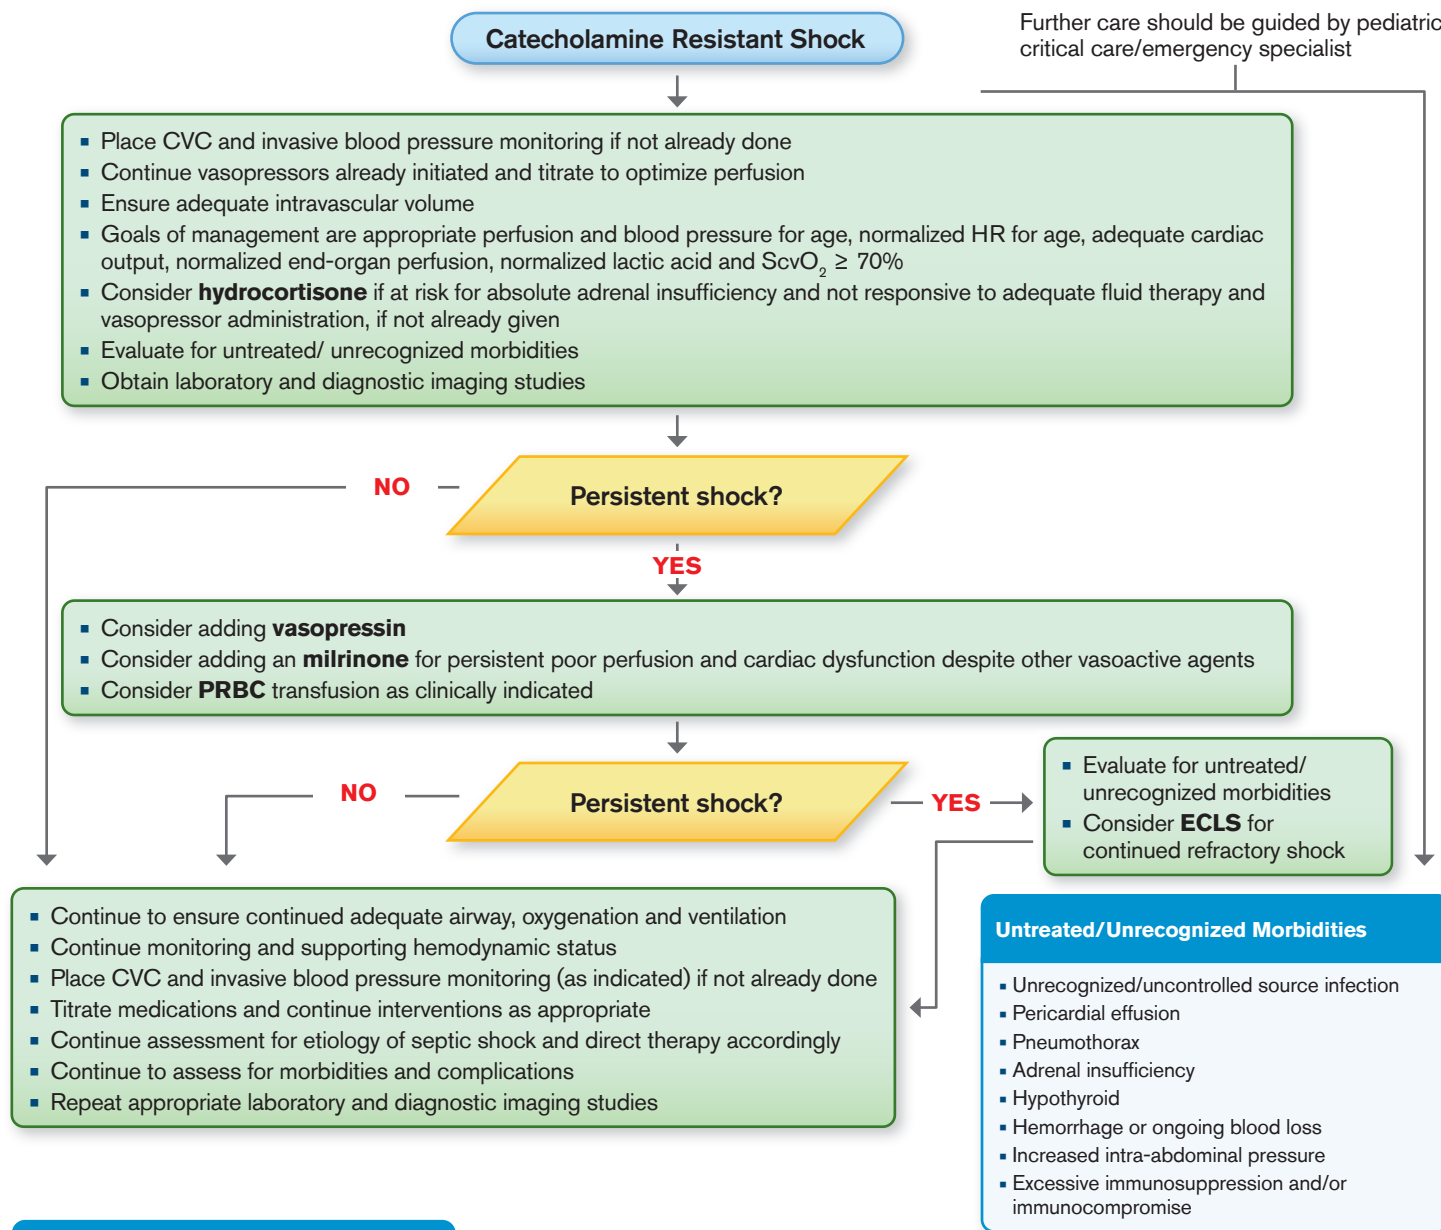 Catecholamine Resistant Shock
Further care should be guided by pediatric
critical care/emergency specialist
▪ Place CVC and invasive blood pressure monitoring if not already done
▪ Continue vasopressors already initiated and titrate to optimize perfusion
▪ Ensure adequate intravascular volume
▪ Goals of management are appropriate perfusion and blood pressure for age, normalized HR for age, adequate cardiac
output, normalized end-organ perfusion, normalized lactic acid and ScvO₂ ≥ 70%
▪ Consider hydrocortisone if at risk for absolute adrenal insufficiency and not responsive to adequate fluid therapy and
vasopressor administration, if not already given
▪ Evaluate for untreated/ unrecognized morbidities
▪ Obtain laboratory and diagnostic imaging studies
NO
Persistent shock?
YES
▪ Consider adding vasopressin
▪ Consider adding an milrinone for persistent poor perfusion and cardiac dysfunction despite other vasoactive agents
▪ Consider PRBC transfusion as clinically indicated
NO
Persistent shock?
YES
▪ Evaluate for untreated/
unrecognized morbidities
▪ Consider ECLS for
continued refractory shock
▪ Continue to ensure continued adequate airway, oxygenation and ventilation
▪ Continue monitoring and supporting hemodynamic status
▪ Place CVC and invasive blood pressure monitoring (as indicated) if not already done
▪ Titrate medications and continue interventions as appropriate
▪ Continue assessment for etiology of septic shock and direct therapy accordingly
▪ Continue to assess for morbidities and complications
▪ Repeat appropriate laboratory and diagnostic imaging studies
Untreated/Unrecognized Morbidities
▪ Unrecognized/uncontrolled source infection
▪ Pericardial effusion
▪ Pneumothorax
▪ Adrenal insufficiency
▪ Hypothyroid
▪ Hemorrhage or ongoing blood loss
▪ Increased intra-abdominal pressure
▪ Excessive immunosuppression and/or
immunocompromise